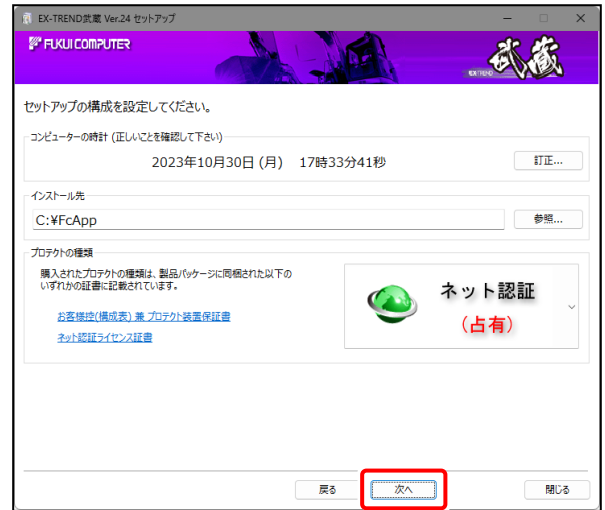 EX-TREND武蔵 Ver.24 セットアップ
FUKUI COMPUTER
EX-TREND 武蔵
セットアップの構成を設定してください。
コンピューターの時計 (正しいことを確認して下さい)
2023年10月30日 (月) 17時33分41秒
訂正...
インストール先
C:¥FcApp
参照...
プロテクトの種類
購入されたプロテクトの種類は、製品パッケージに同梱された以下の
いずれかの証書に記載されています。
ネット認証
(占有)
お客様控(構成表) 兼 プロテクト装置保証書
ネット認証ライセンス証書
戻る
次へ
閉じる